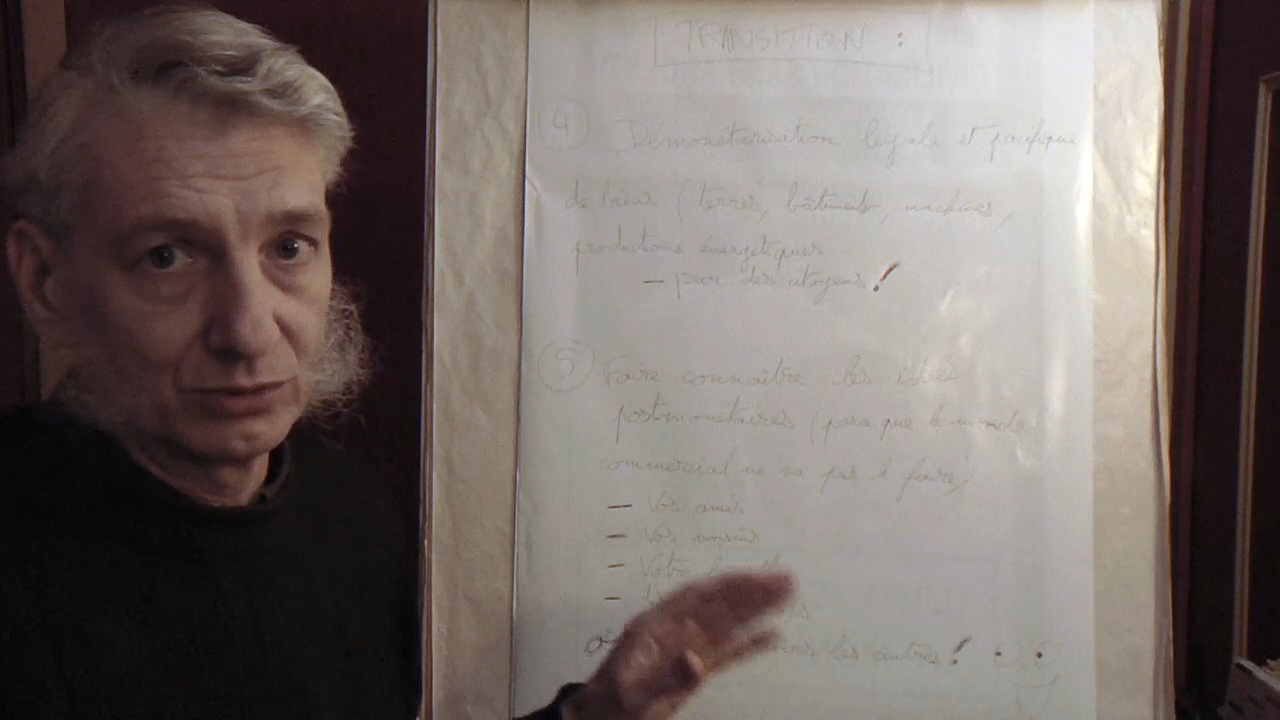 TRANSITION :
4 Démonétarisation légale et pacifique
de biens (terres, bâtiments, machines,
productions énergétiques
— par des citoyens !
5 Faire connaître les idées
postmonétaires (parce que le monde
commercial ne va pas le faire)
— Vos amis
— Vos voisins
— Votre
—
les autres !